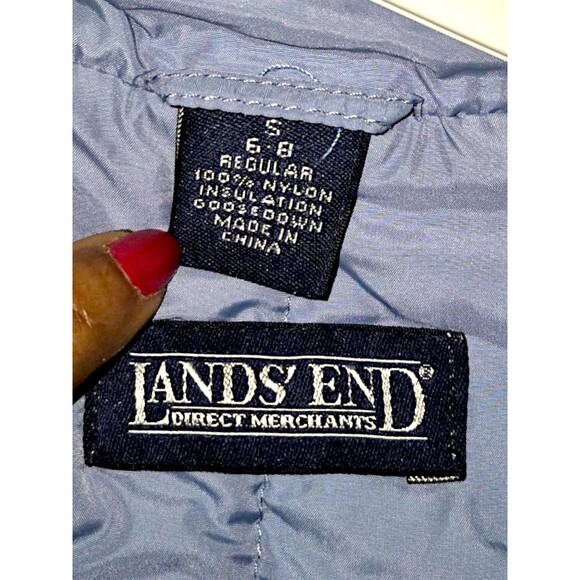 S
6-8
REGULAR
100% NYLON
INSULATION
GOOSEDOWN
MADE IN
CHINA
LANDS' END®
DIRECT MERCHANTS